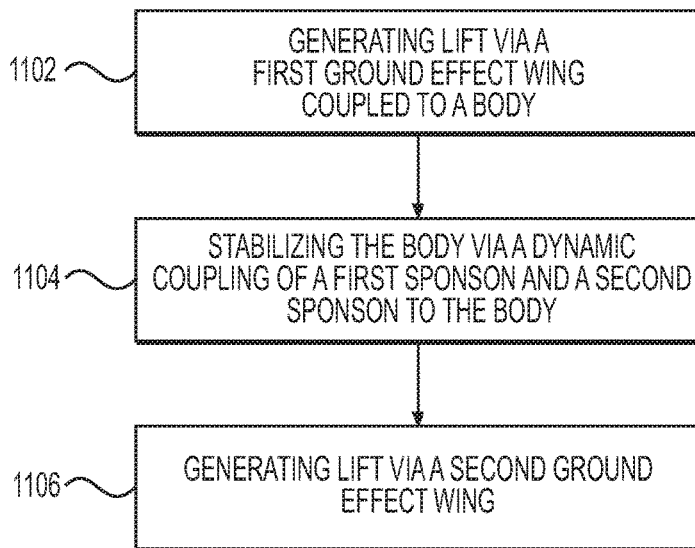 1102
GENERATING LIFT VIA A
FIRST GROUND EFFECT WING
COUPLED TO A BODY
1104
STABILIZING THE BODY VIA A DYNAMIC
COUPLING OF A FIRST SPONSON AND A SECOND
SPONSON TO THE BODY
1106
GENERATING LIFT VIA A SECOND GROUND
EFFECT WING